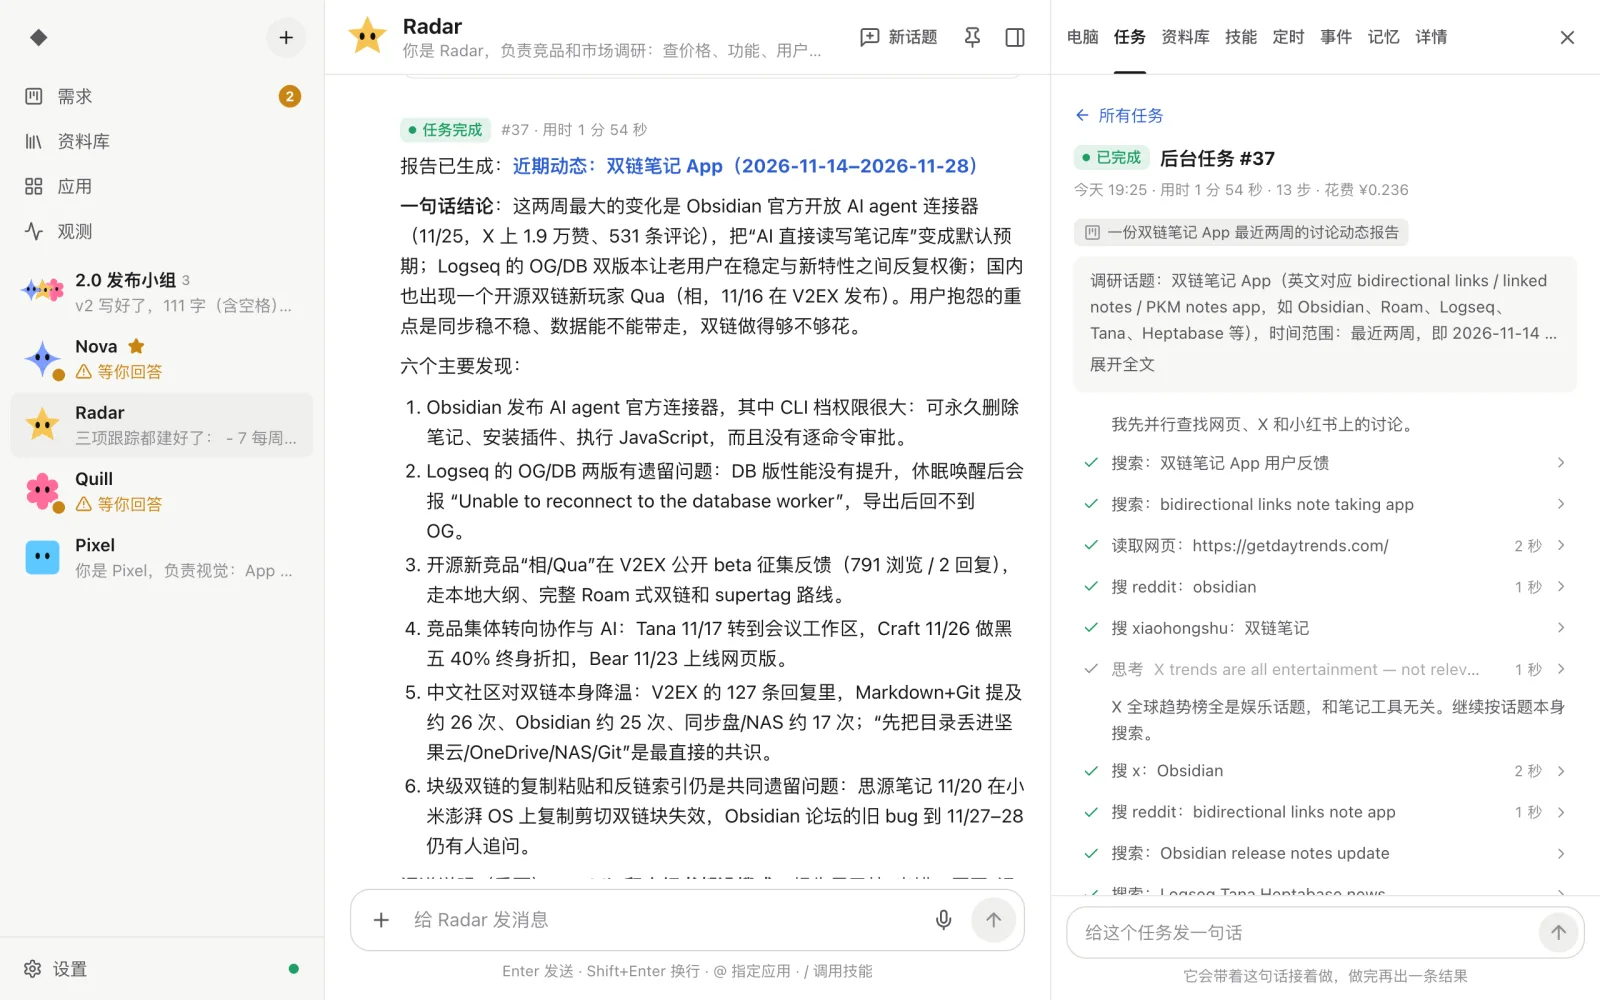 需求
2
资料库
应用
观测
2.0 发布小组 3
v2 写好了，111 字（含空格）...
Nova
等你回答
Radar
三项跟踪都建好了： - 7 每周...
Quill
等你回答
Pixel
你是 Pixel，负责视觉：App ...
设置
Radar
你是 Radar，负责竞品和市场调研：查价格、功能、用户...
新话题
任务完成 #37 · 用时 1 分 54 秒
报告已生成：近期动态：双链笔记 App（2026-11-14—2026-11-28）
一句话结论：这两周最大的变化是 Obsidian 官方开放 AI agent 连接器
（11/25，X 上 1.9 万赞、531 条评论），把“AI 直接读写笔记库”变成默认预
期；Logseq 的 OG/DB 双版本让老用户在稳定与新特性之间反复权衡；国内
也出现一个开源双链新玩家 Qua（相，11/16 在 V2EX 发布）。用户抱怨的重
点是同步稳不稳、数据能不能带走，双链做得够不够花。
六个主要发现：
1. Obsidian 发布 AI agent 官方连接器，其中 CLI 档权限很大：可永久删除
笔记、安装插件、执行 JavaScript，而且没有逐命令审批。
2. Logseq 的 OG/DB 两版有遗留问题：DB 版性能没有提升，休眠唤醒后会
报 “Unable to reconnect to the database worker”，导出后回不到
OG。
3. 开源新竞品“相/Qua”在 V2EX 公开 beta 征集反馈（791 浏览 / 2 回复），
走本地大纲、完整 Roam 式双链和 supertag 路线。
4. 竞品集体转向协作与 AI：Tana 11/17 转到会议工作区，Craft 11/26 做黑
五 40% 终身折扣，Bear 11/23 上线网页版。
5. 中文社区对双链本身降温：V2EX 的 127 条回复里，Markdown+Git 提及
约 26 次、Obsidian 约 25 次、同步盘/NAS 约 17 次；“先把目录丢进坚
果云/OneDrive/NAS/Git”是最直接的共识。
6. 块级双链的复制粘贴和反链索引仍是共同遗留问题：思源笔记 11/20 在小
米澎湃 OS 上复制剪切双链块失效，Obsidian 论坛的旧 bug 到 11/27–28
仍有人追问。
给 Radar 发消息
Enter 发送 · Shift+Enter 换行 · @ 指定应用 · / 调用技能
电脑 任务 资料库 技能 定时 事件 记忆 详情
所有任务
已完成 后台任务 #37
今天 19:25 · 用时 1 分 54 秒 · 13 步 · 花费 ¥0.236
一份双链笔记 App 最近两周的讨论动态报告
调研话题：双链笔记 App（英文对应 bidirectional links / linked
notes / PKM notes app，如 Obsidian、Roam、Logseq、
Tana、Heptabase 等），时间范围：最近两周，即 2026-11-14 ...
展开全文
我先并行查找网页、X 和小红书上的讨论。
搜索：双链笔记 App 用户反馈
搜索：bidirectional links note taking app
读取网页：https://getdaytrends.com/ 2 秒
搜 reddit：obsidian 1 秒
搜 xiaohongshu：双链笔记
思考 X trends are all entertainment — not relev... 1 秒
X 全球趋势榜全是娱乐话题，和笔记工具无关。继续按话题本身
搜索。
搜 x：Obsidian 2 秒
搜 reddit：bidirectional links note app 1 秒
搜索：Obsidian release notes update
搜索：Logseq Tana Heptabase news
给这个任务发一句话
它会带着这句话接着做，做完再出一条结果